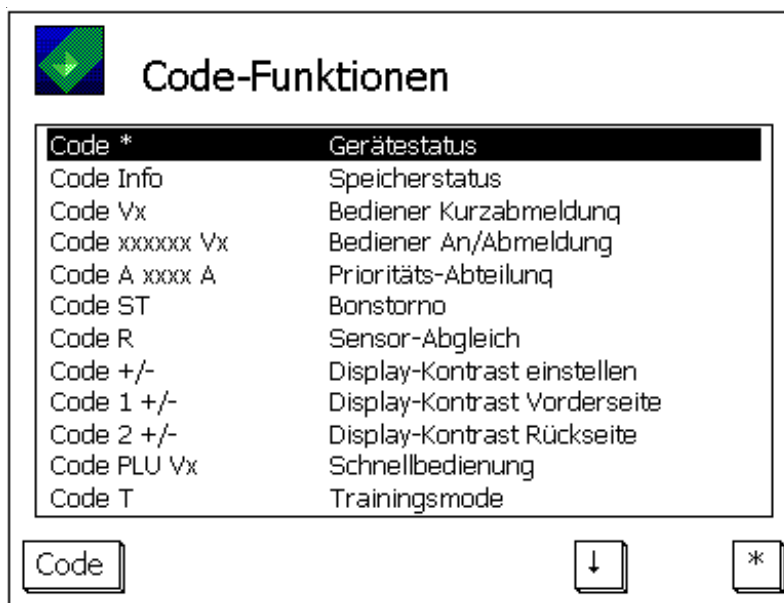 Code-Funktionen
Code * Gerätestatus
Code Info Speicherstatus
Code Vx Bediener Kurzabmeldung
Code xxxxxx Vx Bediener An/Abmeldung
Code A xxxx A Prioritäts-Abteilung
Code ST Bonstorno
Code R Sensor-Abgleich
Code +/- Display-Kontrast einstellen
Code 1 +/- Display-Kontrast Vorderseite
Code 2 +/- Display-Kontrast Rückseite
Code PLU Vx Schnellbedienung
Code T Trainingsmode
Code ↓ *